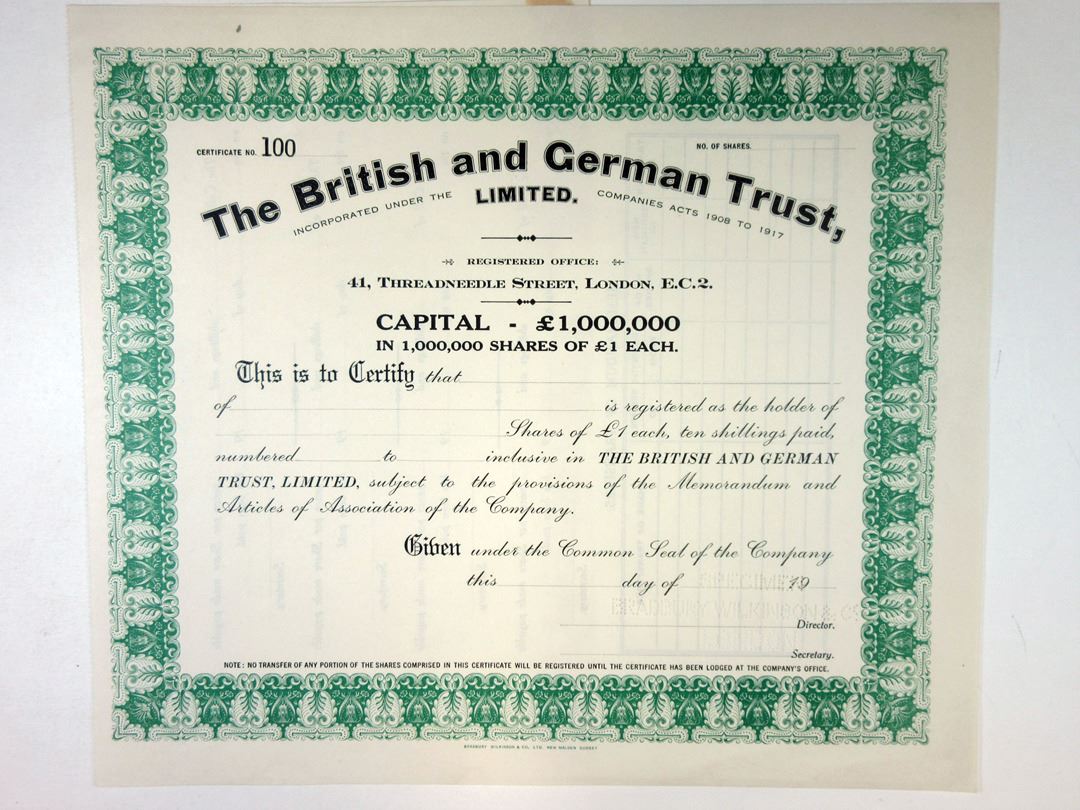 CERTIFICATE NO. 100
NO. OF SHARES.
The British and German Trust,
LIMITED.
INCORPORATED UNDER THE COMPANIES ACTS 1908 TO 1917
REGISTERED OFFICE:
41, THREADNEEDLE STREET, LONDON, E.C.2.
CAPITAL - £1,000,000
IN 1,000,000 SHARES OF £1 EACH.
This is to Certify that
of is registered as the holder of
Shares of £1 each, ten shillings paid,
numbered to inclusive in THE BRITISH AND GERMAN
TRUST, LIMITED, subject to the provisions of the Memorandum and
Articles of Association of the Company.
Given under the Common Seal of the Company
this day of 19
SPECIMEN
BRADBURY WILKINSON & CO
Director.
Secretary.
NOTE: NO TRANSFER OF ANY PORTION OF THE SHARES COMPRISED IN THIS CERTIFICATE WILL BE REGISTERED UNTIL THE CERTIFICATE HAS BEEN LODGED AT THE COMPANY'S OFFICE.
BRADBURY WILKINSON & CO. LTD. NEW MALDEN SURREY